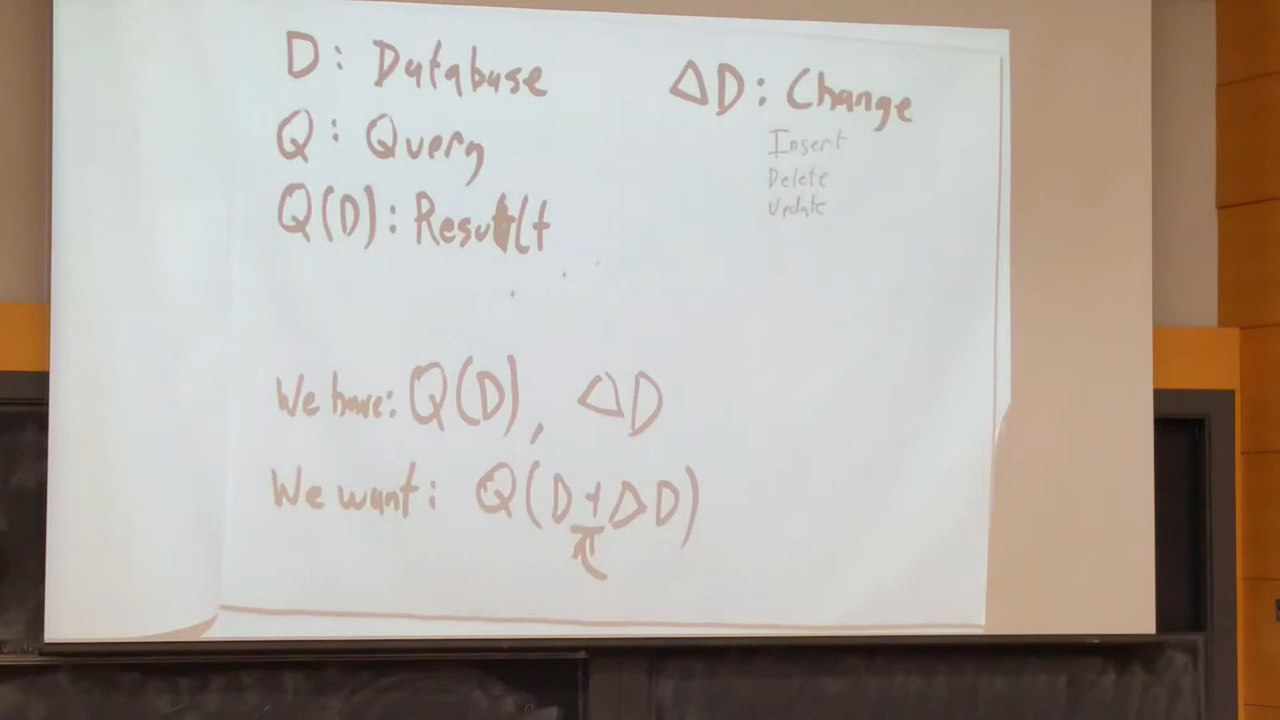 D: Database
Q: Query
Q(D): Result
ΔD: Change
Insert
Delete
Update
We have: Q(D), ΔD
We want: Q(D+ΔD)